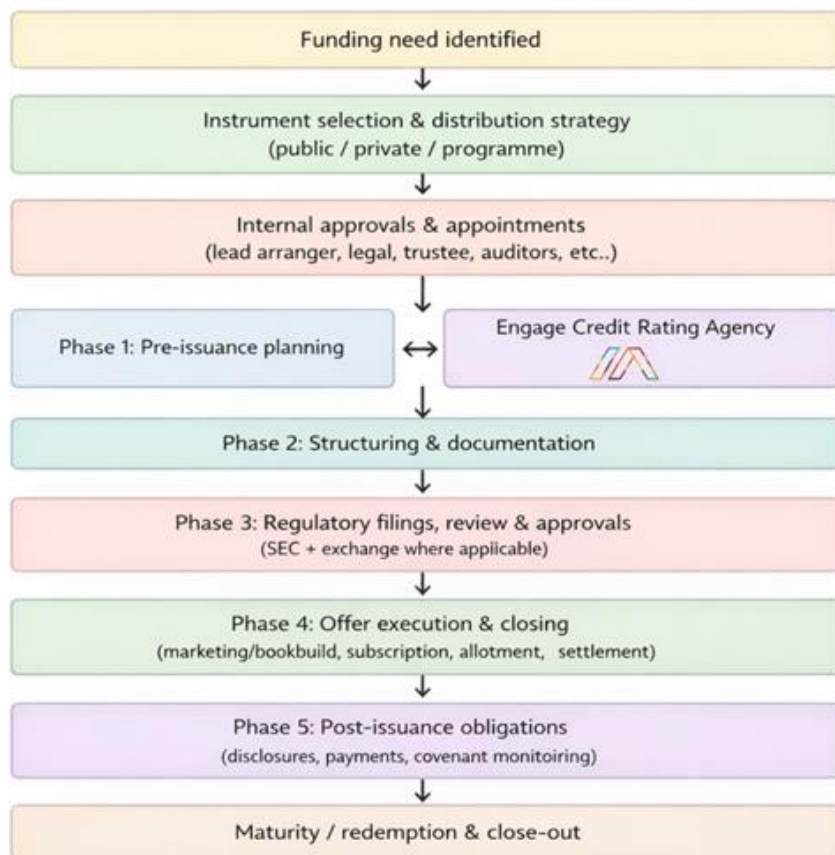 Funding need identified
Instrument selection & distribution strategy
(public / private / programme)
Internal approvals & appointments
(lead arranger, legal, trustee, auditors, etc..)
Phase 1: Pre-issuance planning
Engage Credit Rating Agency
Phase 2: Structuring & documentation
Phase 3: Regulatory filings, review & approvals
(SEC + exchange where applicable)
Phase 4: Offer execution & closing
(marketing/bookbuild, subscription, allotment, settlement)
Phase 5: Post-issuance obligations
(disclosures, payments, covenant monitoiring)
Maturity / redemption & close-out